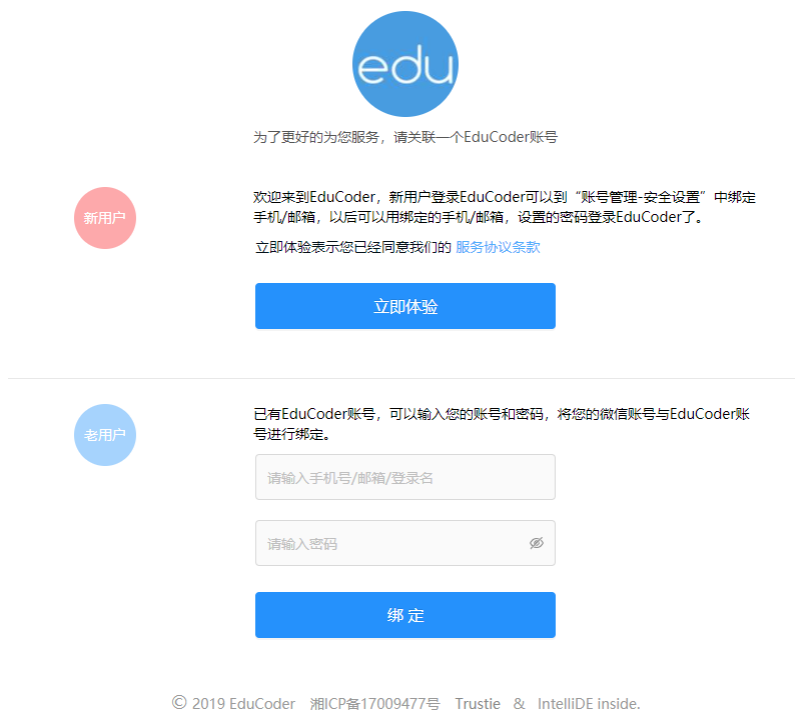 edu
为了更好的为您服务，请关联一个EduCoder账号
新用户
欢迎来到EduCoder，新用户登录EduCoder可以到“账号管理-安全设置”中绑定
手机/邮箱，以后可以用绑定的手机/邮箱，设置的密码登录EduCoder了。
立即体验表示您已经同意我们的 服务协议条款
立即体验
老用户
已有EduCoder账号，可以输入您的账号和密码，将您的微信账号与EduCoder账
号进行绑定。
请输入手机号/邮箱/登录名
请输入密码
绑 定
© 2019 EduCoder 湘ICP备17009477号 Trustie & IntelliDE inside.